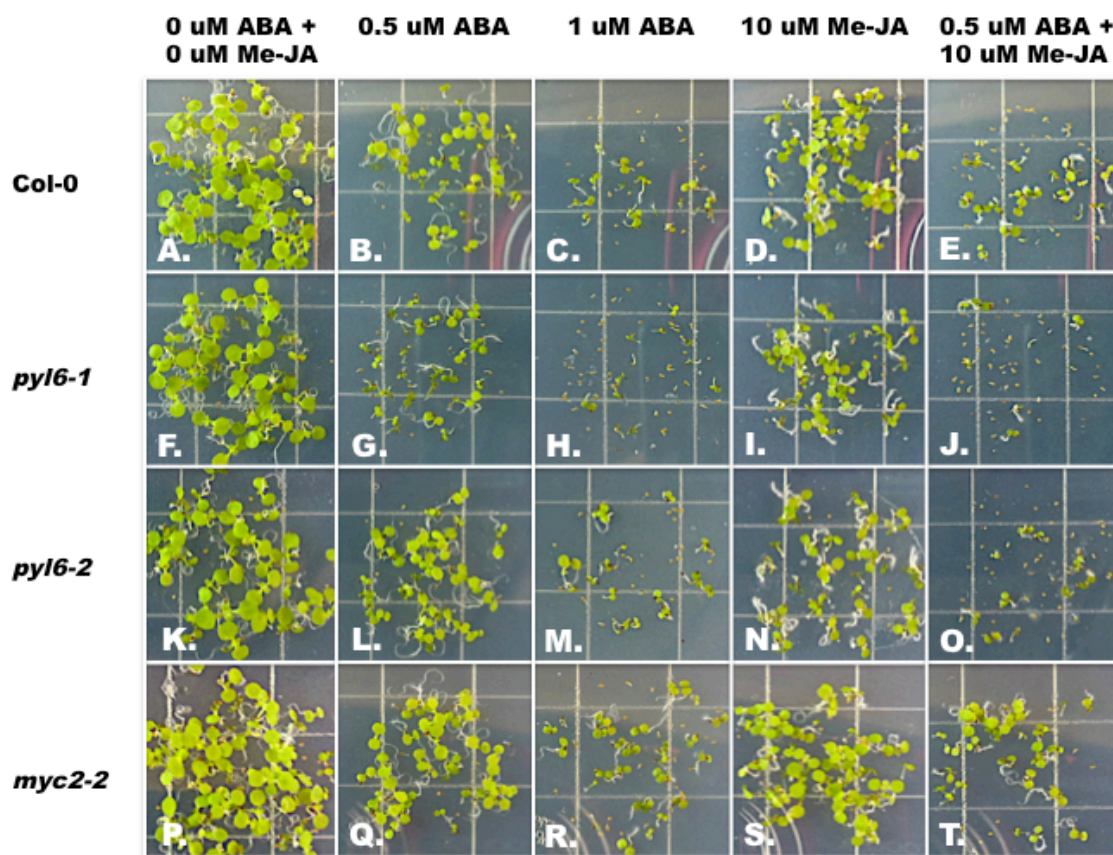 0 uM ABA + 0.5 uM ABA 1 uM ABA 10 uM Me-JA 0.5 uM ABA +
0 uM Me-JA 10 uM Me-JA
Col-0
A. B. C. D. E.
pyl6-1
F. G. H. I. J.
pyl6-2
K. L. M. N. O.
myc2-2
P. Q. R. S. T.